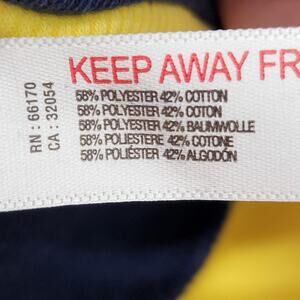 KEEP AWAY FR
58% POLYESTER 42% COTTON
58% POLYESTER 42% COTON
58% POLYESTER 42% BAUMWOLLE
58% POLIESTERE 42% COTONE
58% POLIÉSTER 42% ALGODÓN
RN : 66170
CA : 32054